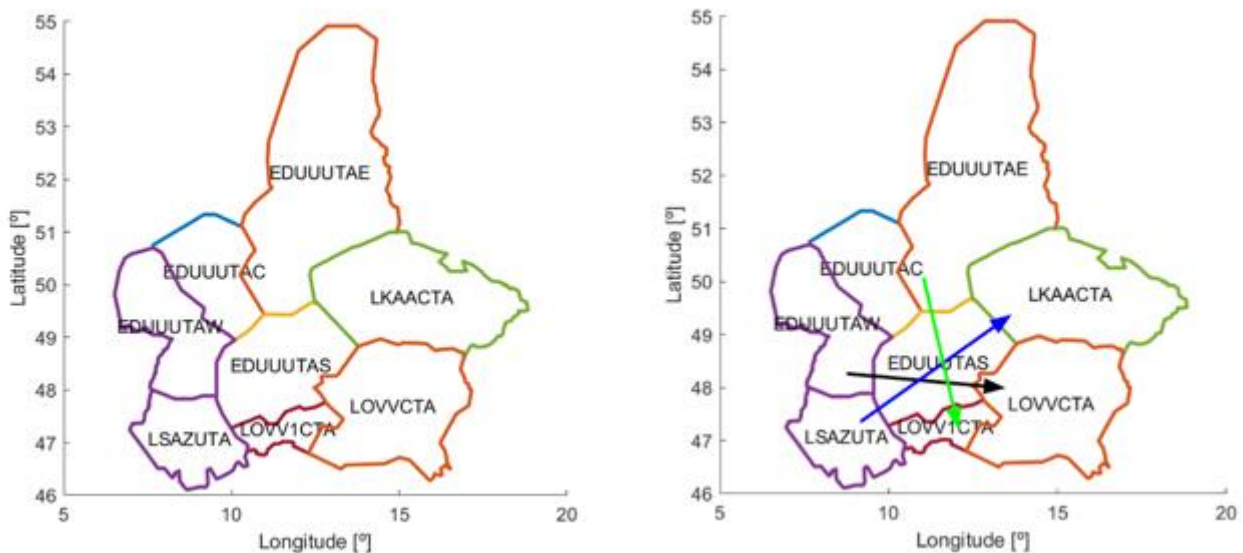 55
54
53
52
51
50
49
48
47
46
Latitude [º]
EDUUUTAE
EDUUUTAC
LKAACTA
EDUUUTAW
EDUUUTAS
LOVVCTA
LOVV1CTA
LSAZUTA
5
10
15
20
Longitude [º]
55
54
53
52
51
50
49
48
47
46
Latitude [º]
EDUUUTAE
EDUUUTAC
LKAACTA
EDUUUTAW
EDUUUTAS
LOVVCTA
LOVV1CTA
LSAZUTA
5
10
15
20
Longitude [º]